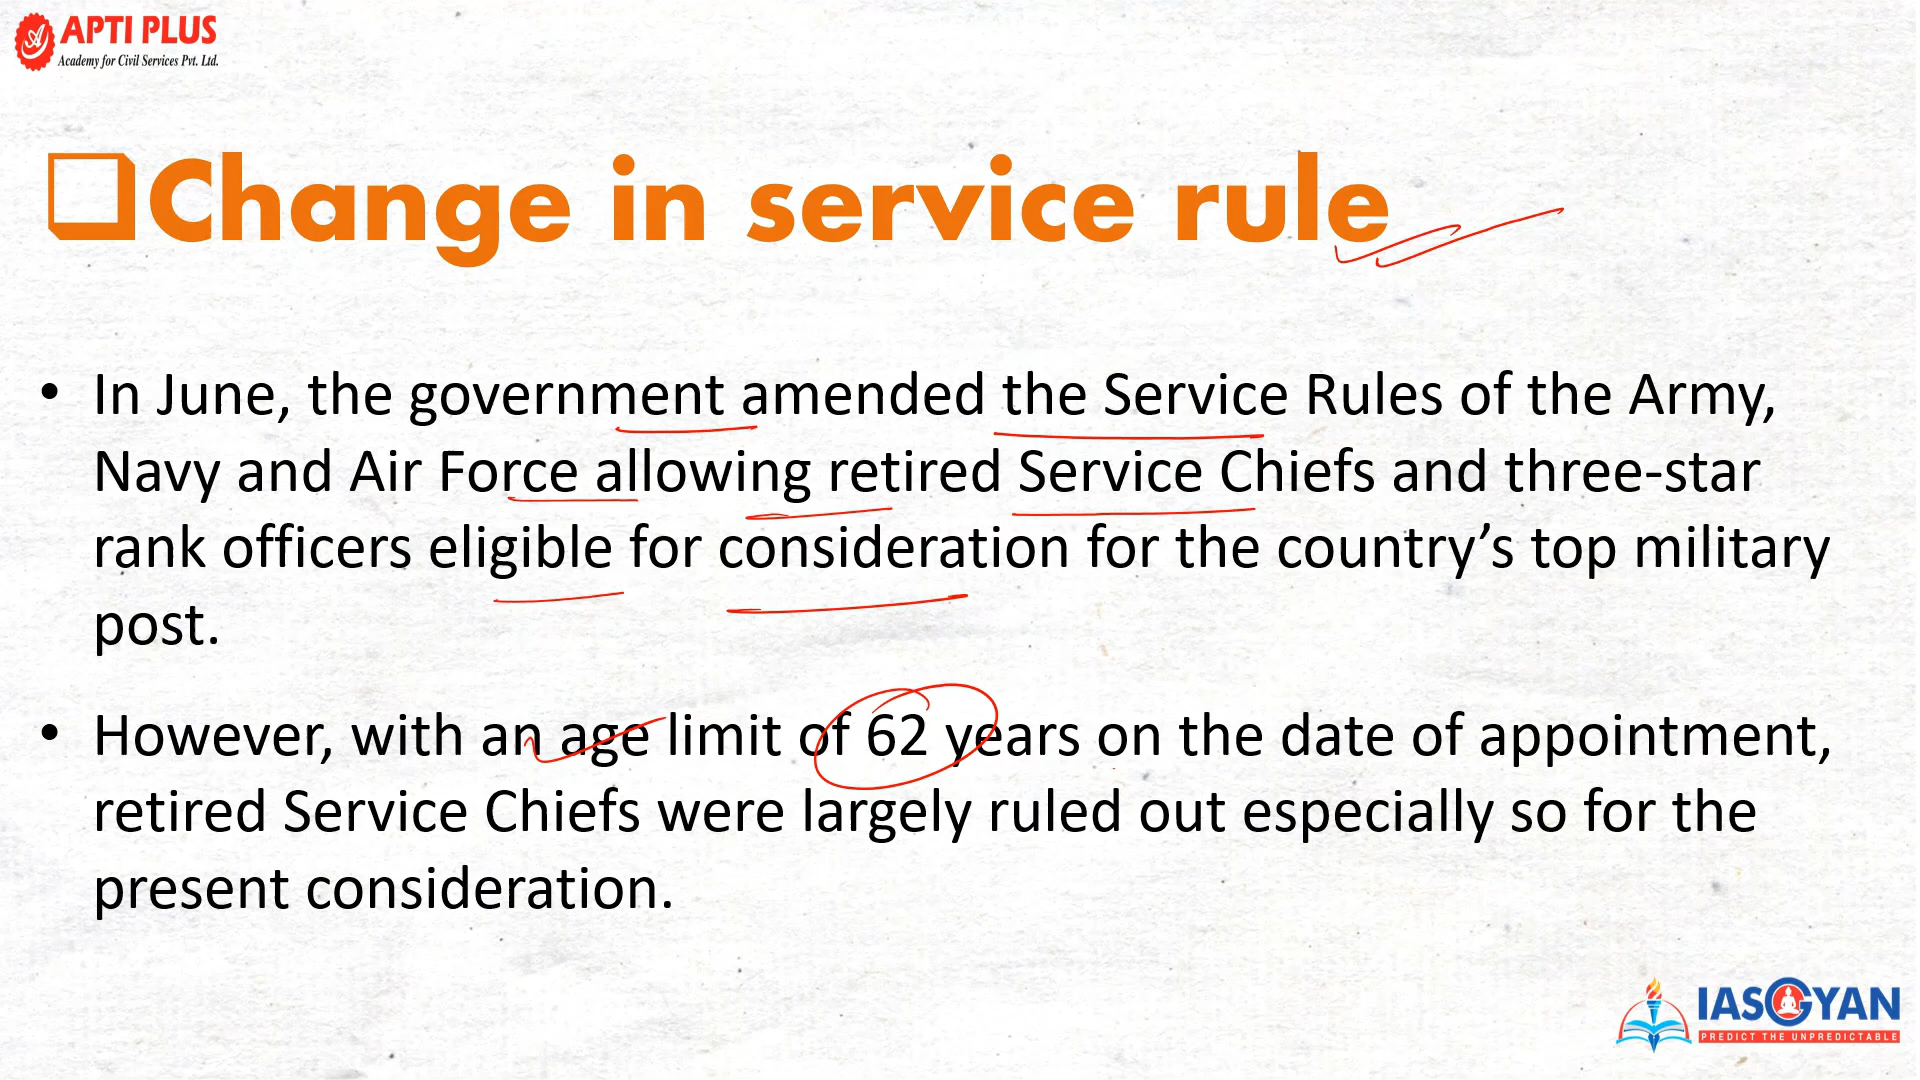 APTI PLUS
Academy for Civil Services Pvt. Ltd.
Change in service rule
• In June, the government amended the Service Rules of the Army,
Navy and Air Force allowing retired Service Chiefs and three-star
rank officers eligible for consideration for the country’s top military
post.
• However, with an age limit of 62 years on the date of appointment,
retired Service Chiefs were largely ruled out especially so for the
present consideration.
IASGYAN
PREDICT THE UNPREDICTABLE